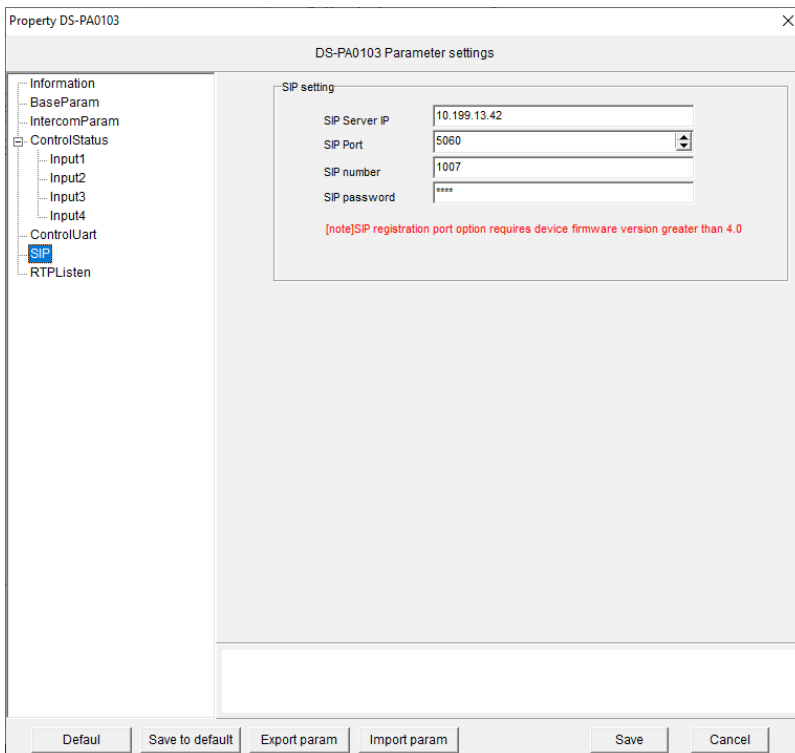 Property DS-PA0103
DS-PA0103 Parameter settings
Information
BaseParam
IntercomParam
ControlStatus
Input1
Input2
Input3
Input4
ControlUart
SIP
RTPListen
SIP setting
SIP Server IP 10.199.13.42
SIP Port 5060
SIP number 1007
SIP password ****
[note]SIP registration port option requires device firmware version greater than 4.0
Defaul Save to default Export param Import param Save Cancel